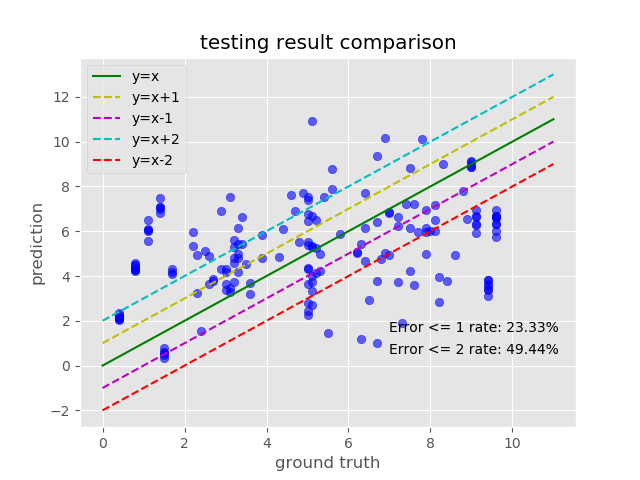 testing result comparison
y=x
y=x+1
y=x-1
y=x+2
y=x-2
12
10
8
6
4
2
0
−2
prediction
Error <= 1 rate: 23.33%
Error <= 2 rate: 49.44%
0
2
4
6
8
10
ground truth